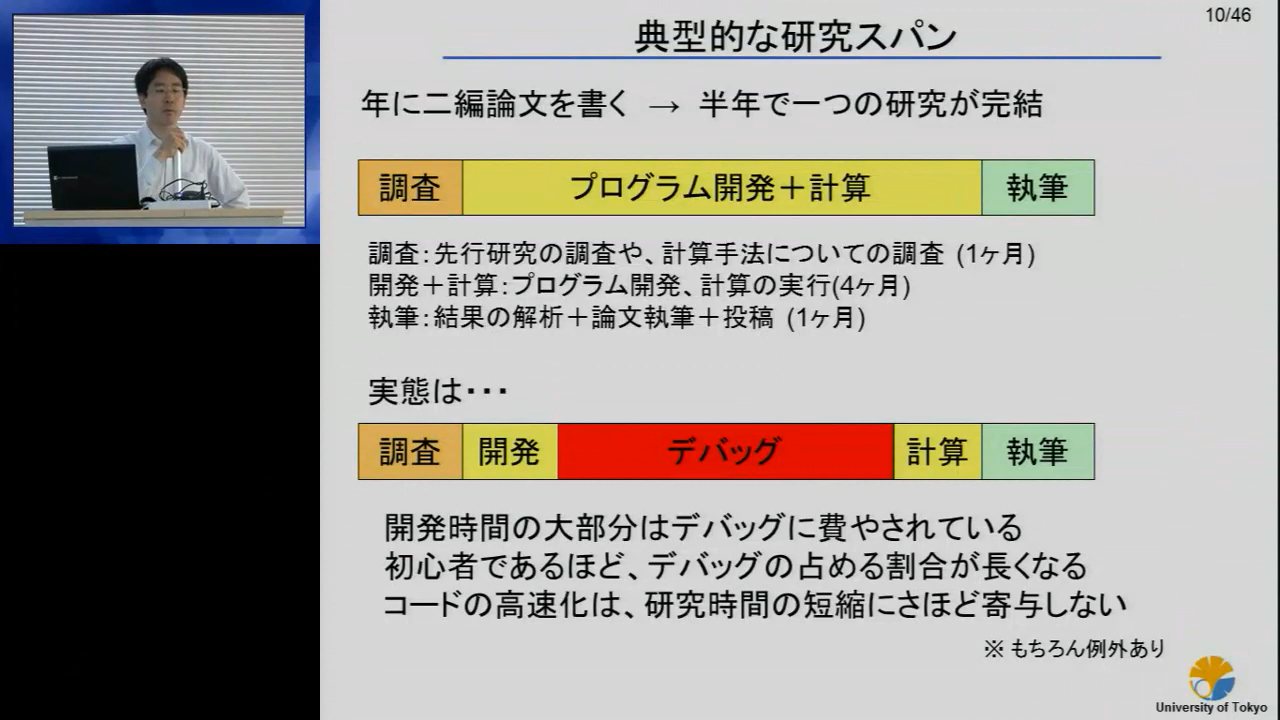 10/46
典型的な研究スパン
年に二編論文を書く → 半年で一つの研究が完結
調査 プログラム開発＋計算 執筆
調査：先行研究の調査や、計算手法についての調査 (1ヶ月)
開発＋計算：プログラム開発、計算の実行(4ヶ月)
執筆：結果の解析＋論文執筆＋投稿 (1ヶ月)
実態は・・・
調査 開発 デバッグ 計算 執筆
開発時間の大部分はデバッグに費やされている
初心者であるほど、デバッグの占める割合が長くなる
コードの高速化は、研究時間の短縮にさほど寄与しない
※ もちろん例外あり
University of Tokyo